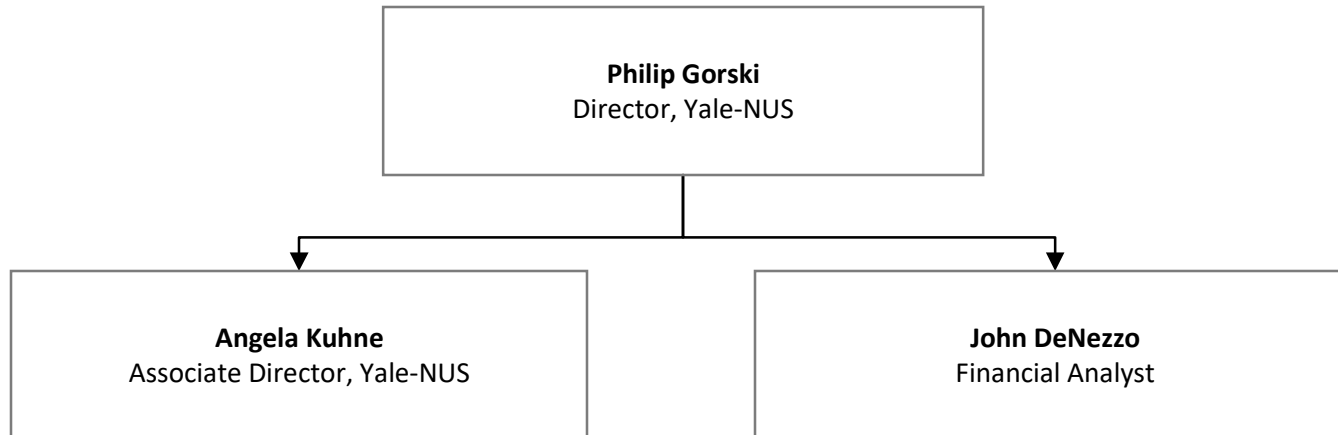 Philip Gorski
Director, Yale-NUS
Angela Kuhne
Associate Director, Yale-NUS
John DeNezzo
Financial Analyst